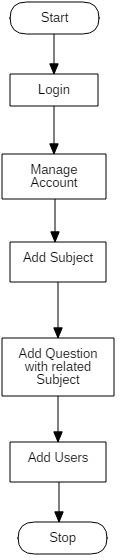 Start
Login
Manage
Account
Add Subject
Add Question
with related
Subject
Add Users
Stop